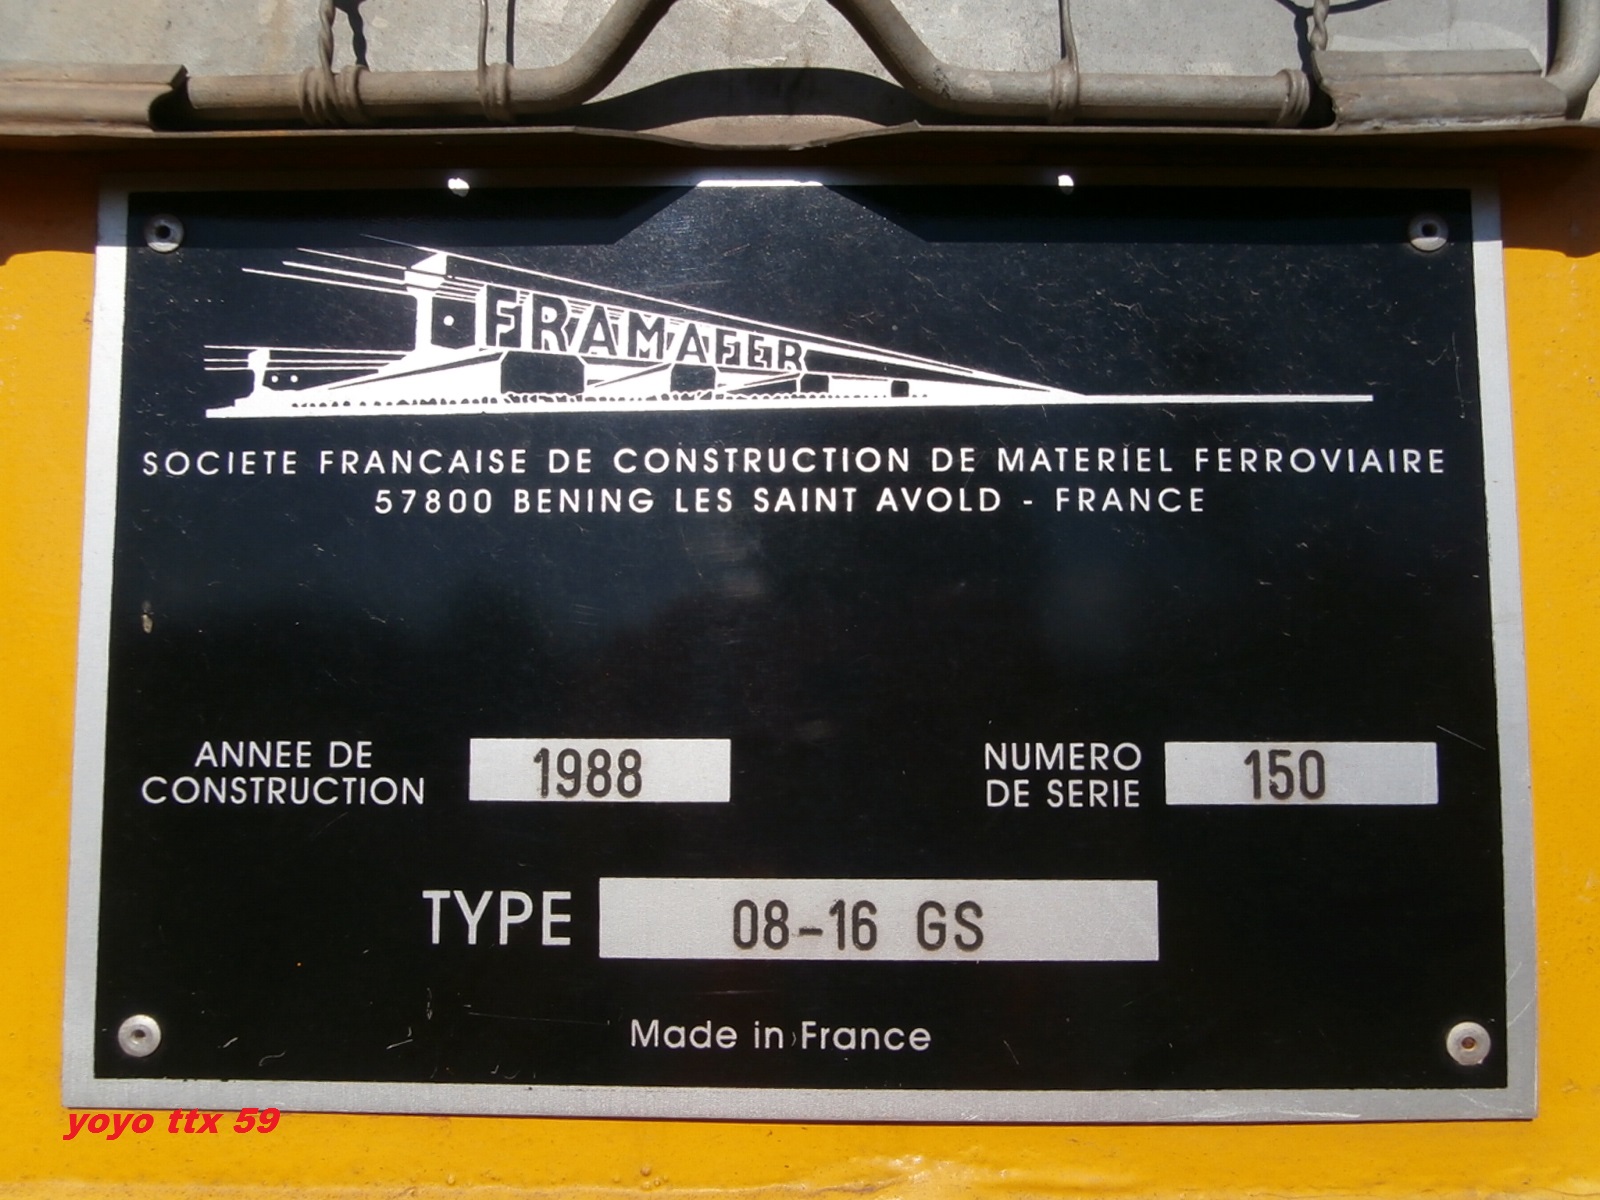 FRAMAFER
SOCIETE FRANCAISE DE CONSTRUCTION DE MATERIEL FERROVIAIRE
57800 BENING LES SAINT AVOLD - FRANCE
ANNEE DE
CONSTRUCTION
1988
NUMERO
DE SERIE
150
TYPE
08-16 GS
Made in France
yoyo ttx 59